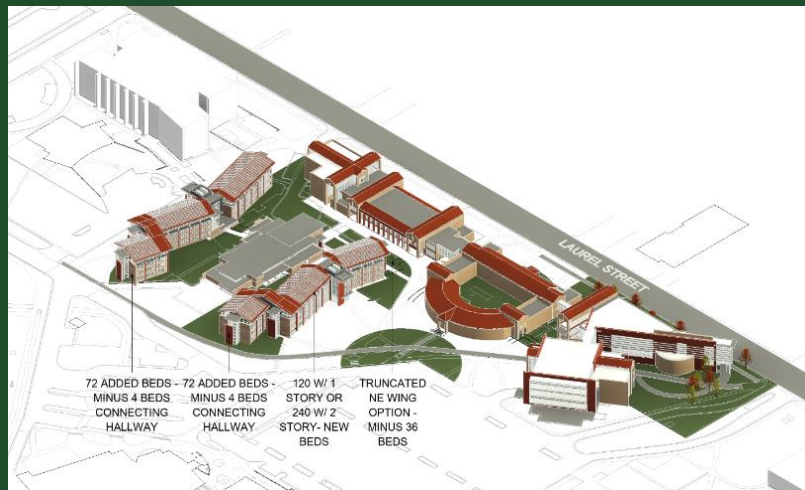 LAUREL STREET
72 ADDED BEDS -
MINUS 4 BEDS
CONNECTING
HALLWAY
72 ADDED BEDS -
MINUS 4 BEDS
CONNECTING
HALLWAY
120 W/ 1
STORY OR
240 W/ 2
STORY- NEW
BEDS
TRUNCATED
NE WING
OPTION -
MINUS 36
BEDS